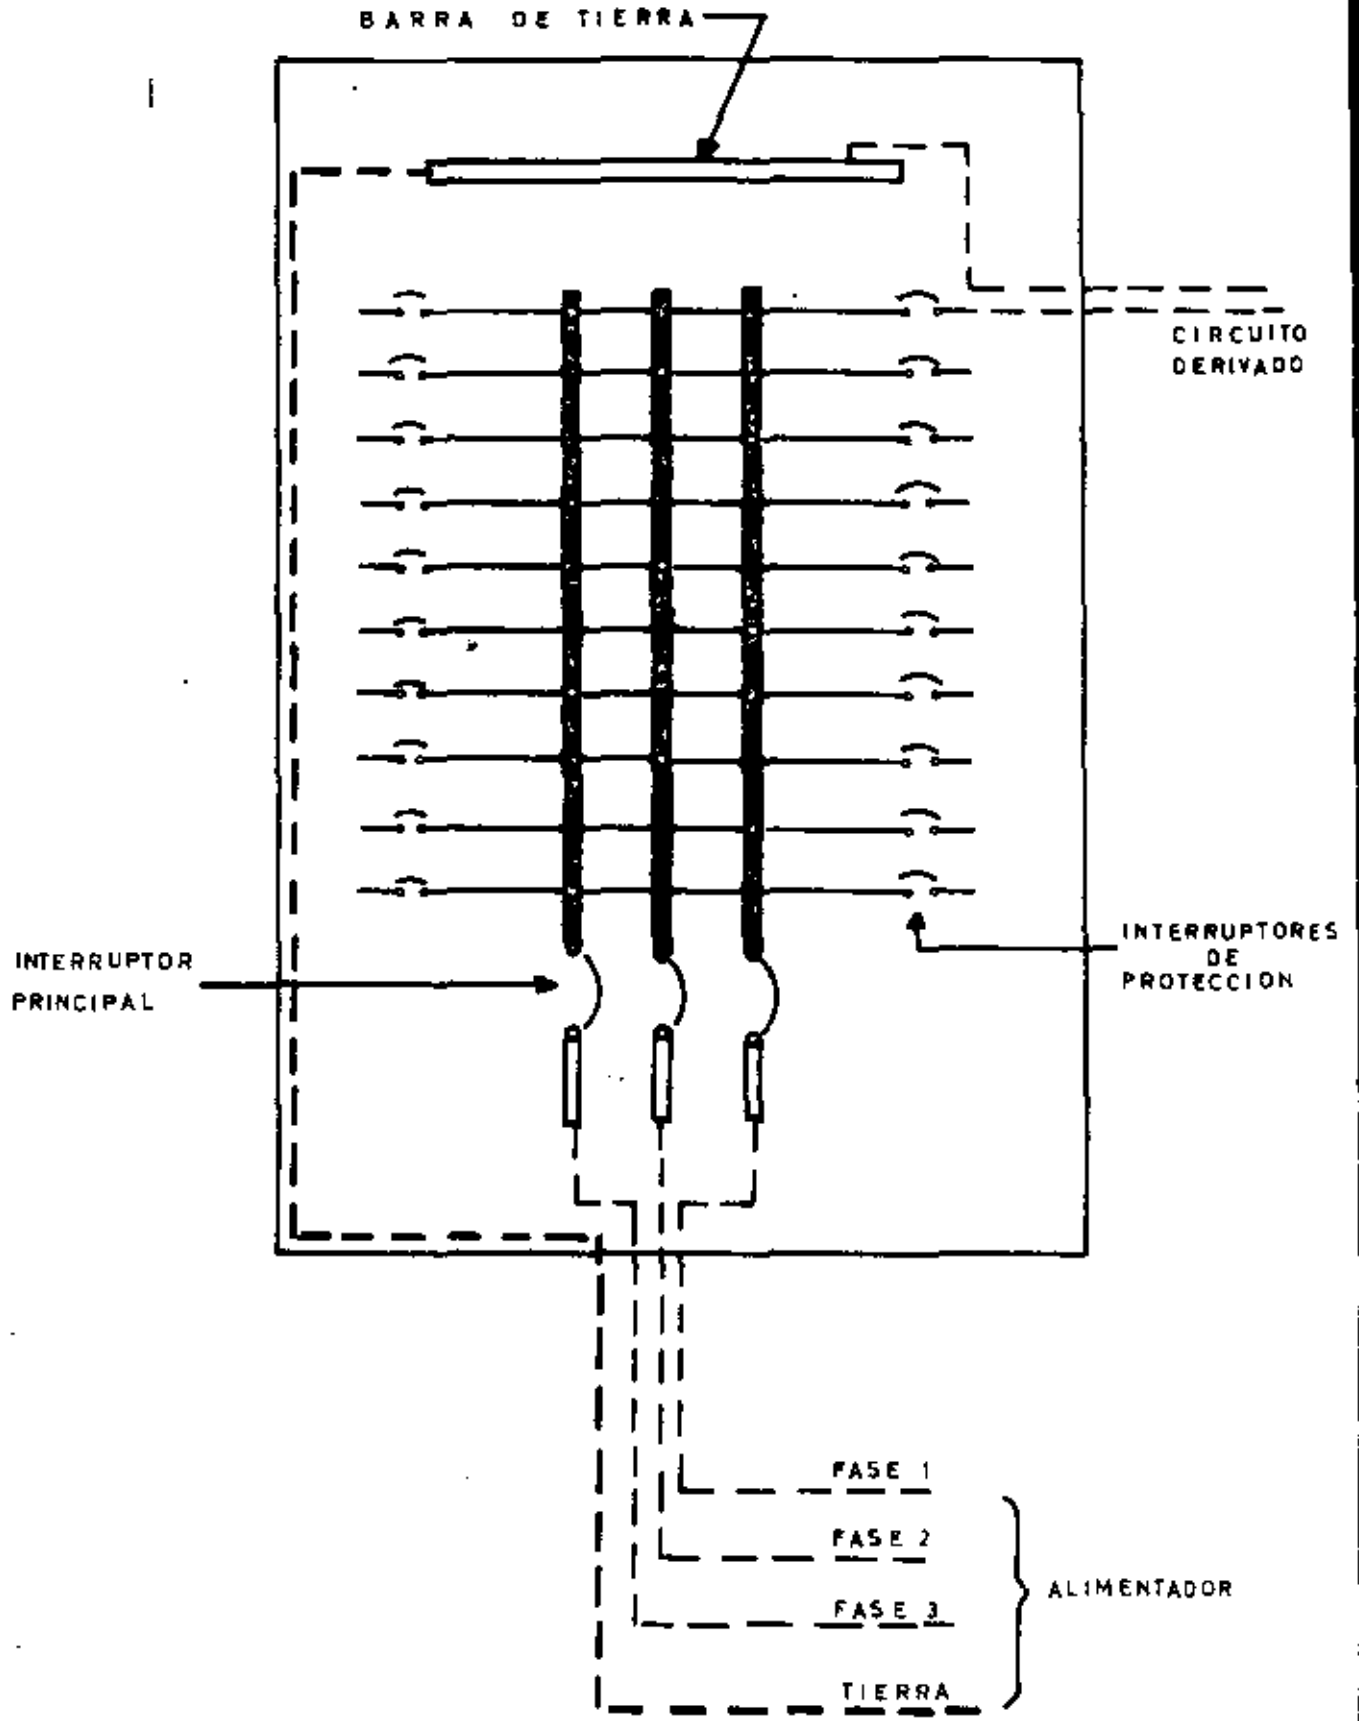 BARRA DE TIERRA
CIRCUITO
DERIVADO
INTERRUPTORES
DE
PROTECCION
INTERRUPTOR
PRINCIPAL
FASE 1
FASE 2
FASE 3
ALIMENTADOR
TIERRA